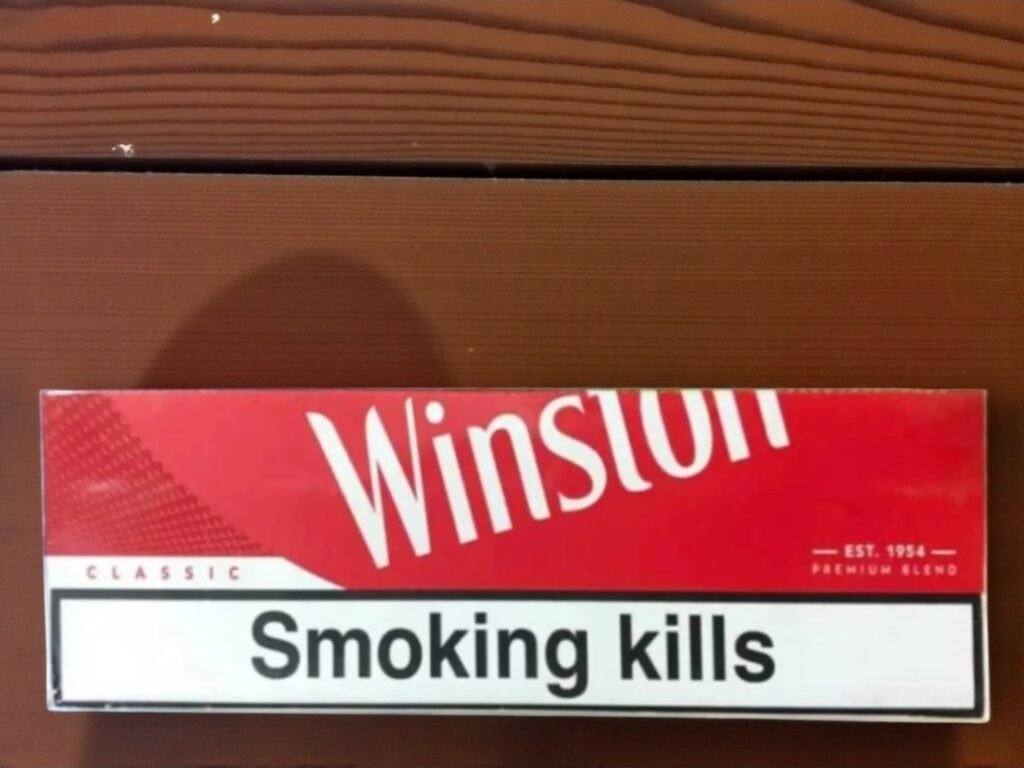 Winston
CLASSIC
EST. 1954
PREMIUM BLEND
Smoking kills